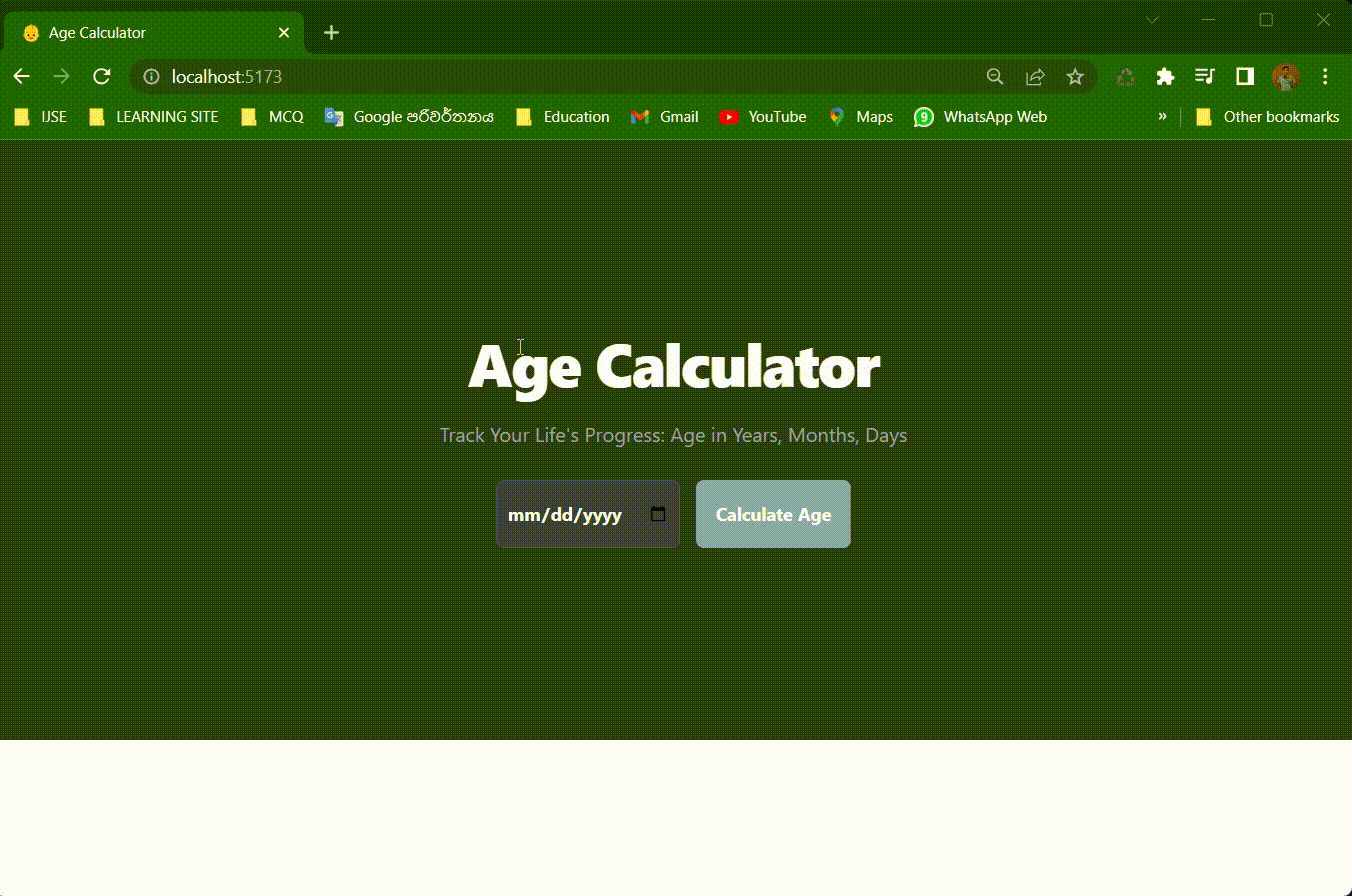 Age Calculator
localhost:5173
IJSE LEARNING SITE MCQ Google පරිවර්තනය Education Gmail YouTube Maps 9 WhatsApp Web » Other bookmarks
Age Calculator
Track Your Life's Progress: Age in Years, Months, Days
mm/dd/yyyy Calculate Age